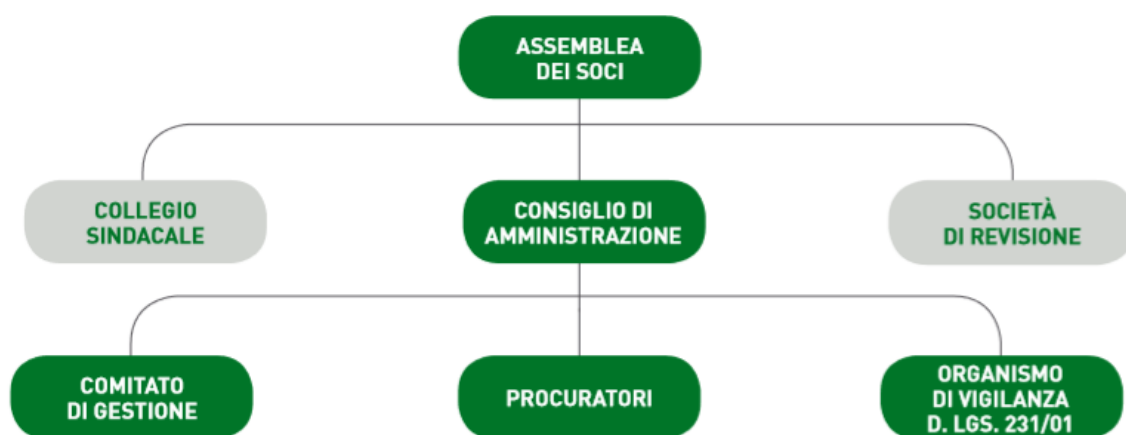 ASSEMBLEA
DEI SOCI
COLLEGIO
SINDACALE
CONSIGLIO DI
AMMINISTRAZIONE
SOCIETÀ
DI REVISIONE
COMITATO
DI GESTIONE
PROCURATORI
ORGANISMO
DI VIGILANZA
D. LGS. 231/01